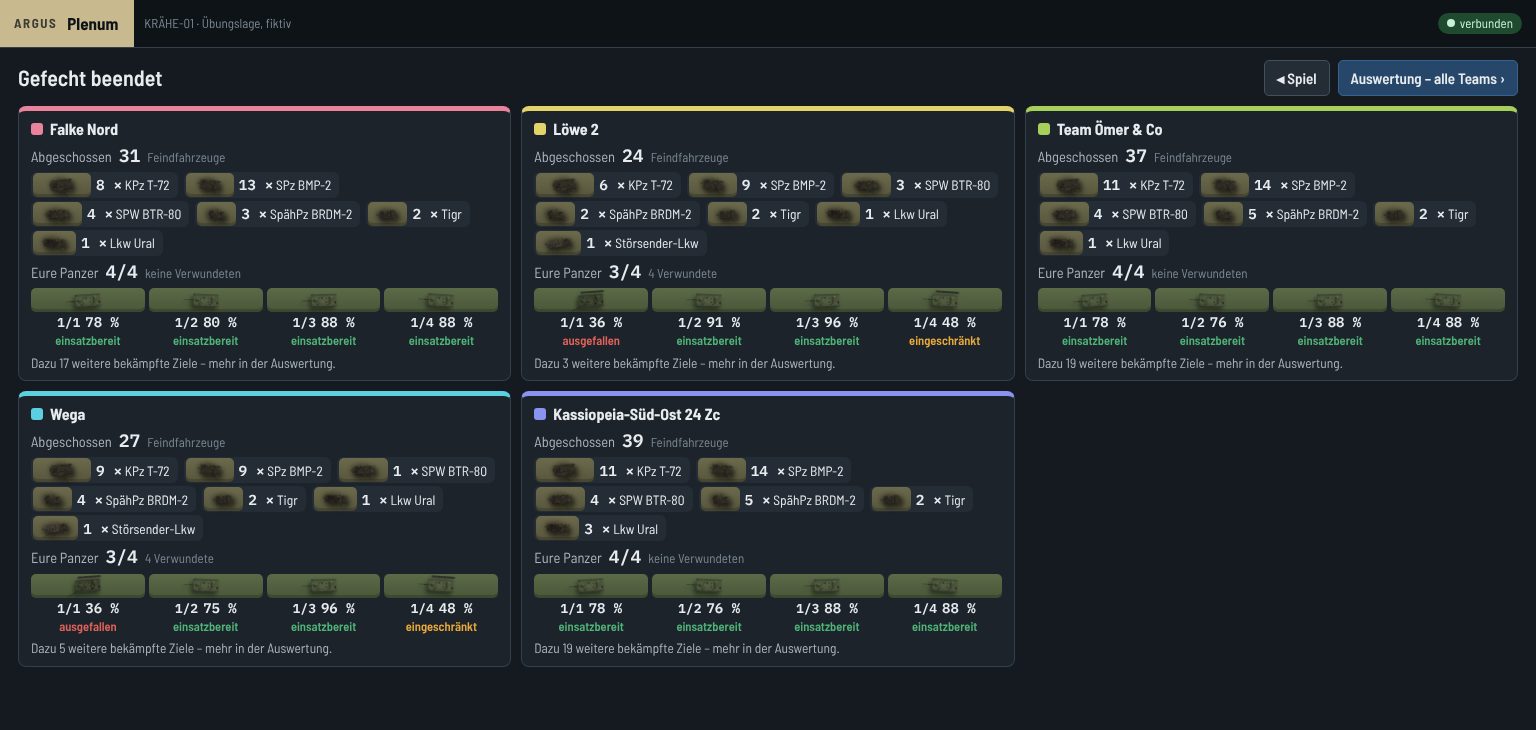 ARGUS Plenum KRÄHE-01 · Übungslage, fiktiv verbunden
Gefecht beendet
◂ Spiel
Auswertung – alle Teams ›
Falke Nord
Abgeschossen 31 Feindfahrzeuge
8 × KPz T-72 13 × SPz BMP-2
4 × SPW BTR-80 3 × SpähPz BRDM-2 2 × Tigr
1 × Lkw Ural
Eure Panzer 4/4 keine Verwundeten
1/1 78 % 1/2 80 % 1/3 88 % 1/4 88 %
einsatzbereit einsatzbereit einsatzbereit einsatzbereit
Dazu 17 weitere bekämpfte Ziele – mehr in der Auswertung.
Löwe 2
Abgeschossen 24 Feindfahrzeuge
6 × KPz T-72 9 × SPz BMP-2 3 × SPW BTR-80
2 × SpähPz BRDM-2 2 × Tigr 1 × Lkw Ural
1 × Störsender-Lkw
Eure Panzer 3/4 4 Verwundete
1/1 36 % 1/2 91 % 1/3 96 % 1/4 48 %
ausgefallen einsatzbereit einsatzbereit eingeschränkt
Dazu 3 weitere bekämpfte Ziele – mehr in der Auswertung.
Team Ömer & Co
Abgeschossen 37 Feindfahrzeuge
11 × KPz T-72 14 × SPz BMP-2
4 × SPW BTR-80 5 × SpähPz BRDM-2 2 × Tigr
1 × Lkw Ural
Eure Panzer 4/4 keine Verwundeten
1/1 78 % 1/2 76 % 1/3 88 % 1/4 88 %
einsatzbereit einsatzbereit einsatzbereit einsatzbereit
Dazu 19 weitere bekämpfte Ziele – mehr in der Auswertung.
Wega
Abgeschossen 27 Feindfahrzeuge
9 × KPz T-72 9 × SPz BMP-2 1 × SPW BTR-80
4 × SpähPz BRDM-2 2 × Tigr 1 × Lkw Ural
1 × Störsender-Lkw
Eure Panzer 3/4 4 Verwundete
1/1 36 % 1/2 75 % 1/3 96 % 1/4 48 %
ausgefallen einsatzbereit einsatzbereit eingeschränkt
Dazu 5 weitere bekämpfte Ziele – mehr in der Auswertung.
Kassiopeia-Süd-Ost 24 Zc
Abgeschossen 39 Feindfahrzeuge
11 × KPz T-72 14 × SPz BMP-2
4 × SPW BTR-80 5 × SpähPz BRDM-2 2 × Tigr
3 × Lkw Ural
Eure Panzer 4/4 keine Verwundeten
1/1 78 % 1/2 76 % 1/3 88 % 1/4 88 %
einsatzbereit einsatzbereit einsatzbereit einsatzbereit
Dazu 19 weitere bekämpfte Ziele – mehr in der Auswertung.